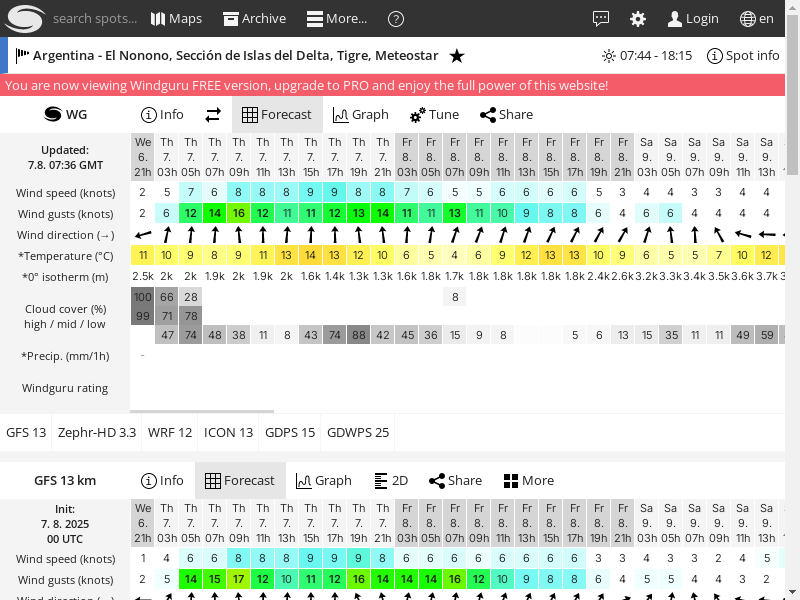 search spots... Maps Archive More... ? Login en
Argentina - El Nonono, Sección de Islas del Delta, Tigre, Meteostar ★ 07:44 - 18:15 Spot info
You are now viewing Windguru FREE version, upgrade to PRO and enjoy the full power of this website!
WG Info Forecast Graph Tune Share
Updated:
7.8. 07:36 GMT
We Th Th Th Th Th Th Th Th Th Th Fr Fr Fr Fr Fr Fr Fr Fr Fr Fr Sa Sa Sa Sa Sa Sa
6. 7. 7. 7. 7. 7. 7. 7. 7. 7. 7. 8. 8. 8. 8. 8. 8. 8. 8. 8. 8. 9. 9. 9. 9. 9. 9.
21h 03h 05h 07h 09h 11h 13h 15h 17h 19h 21h 03h 05h 07h 09h 11h 13h 15h 17h 19h 21h 03h 05h 07h 09h 11h 13h
Wind speed (knots) 2 5 7 6 8 8 8 9 9 8 8 7 6 5 5 6 6 6 6 5 3 4 4 3 3 4 4
Wind gusts (knots) 2 6 12 14 16 12 11 11 12 13 14 11 11 13 11 10 9 8 8 6 4 6 6 4 4 4 4
Wind direction (→)
*Temperature (°C) 11 10 9 8 9 11 13 14 13 12 10 6 5 4 6 9 12 13 13 10 9 6 5 5 7 10 12
*0° isotherm (m) 2.5k 2k 2k 1.9k 2k 1.9k 2k 1.6k 1.4k 1.3k 1.3k 1.6k 1.8k 1.7k 1.8k 1.8k 1.8k 1.8k 1.8k 2.4k 2.6k 3.2k 3.3k 3.4k 3.5k 3.6k 3.7k
Cloud cover (%)
high / mid / low
100 66 28 8
99 71 78
47 74 48 38 11 8 43 74 88 42 45 36 15 9 8 5 6 13 15 35 11 11 49 59
*Precip. (mm/1h) -
Windguru rating
GFS 13 Zephr-HD 3.3 WRF 12 ICON 13 GDPS 15 GDWPS 25
GFS 13 km Info Forecast Graph 2D Share More
Init:
7. 8. 2025
00 UTC
We Th Th Th Th Th Th Th Th Th Th Fr Fr Fr Fr Fr Fr Fr Fr Fr Fr Sa Sa Sa Sa Sa Sa
6. 7. 7. 7. 7. 7. 7. 7. 7. 7. 7. 8. 8. 8. 8. 8. 8. 8. 8. 8. 8. 9. 9. 9. 9. 9. 9.
21h 03h 05h 07h 09h 11h 13h 15h 17h 19h 21h 03h 05h 07h 09h 11h 13h 15h 17h 19h 21h 03h 05h 07h 09h 11h 13h
Wind speed (knots) 1 4 6 6 8 8 8 9 9 9 8 6 6 6 6 6 6 6 6 3 3 4 3 3 2 4 5
Wind gusts (knots) 2 5 14 15 17 12 10 11 12 16 14 14 14 16 12 10 9 8 8 6 4 5 5 4 4 3 2